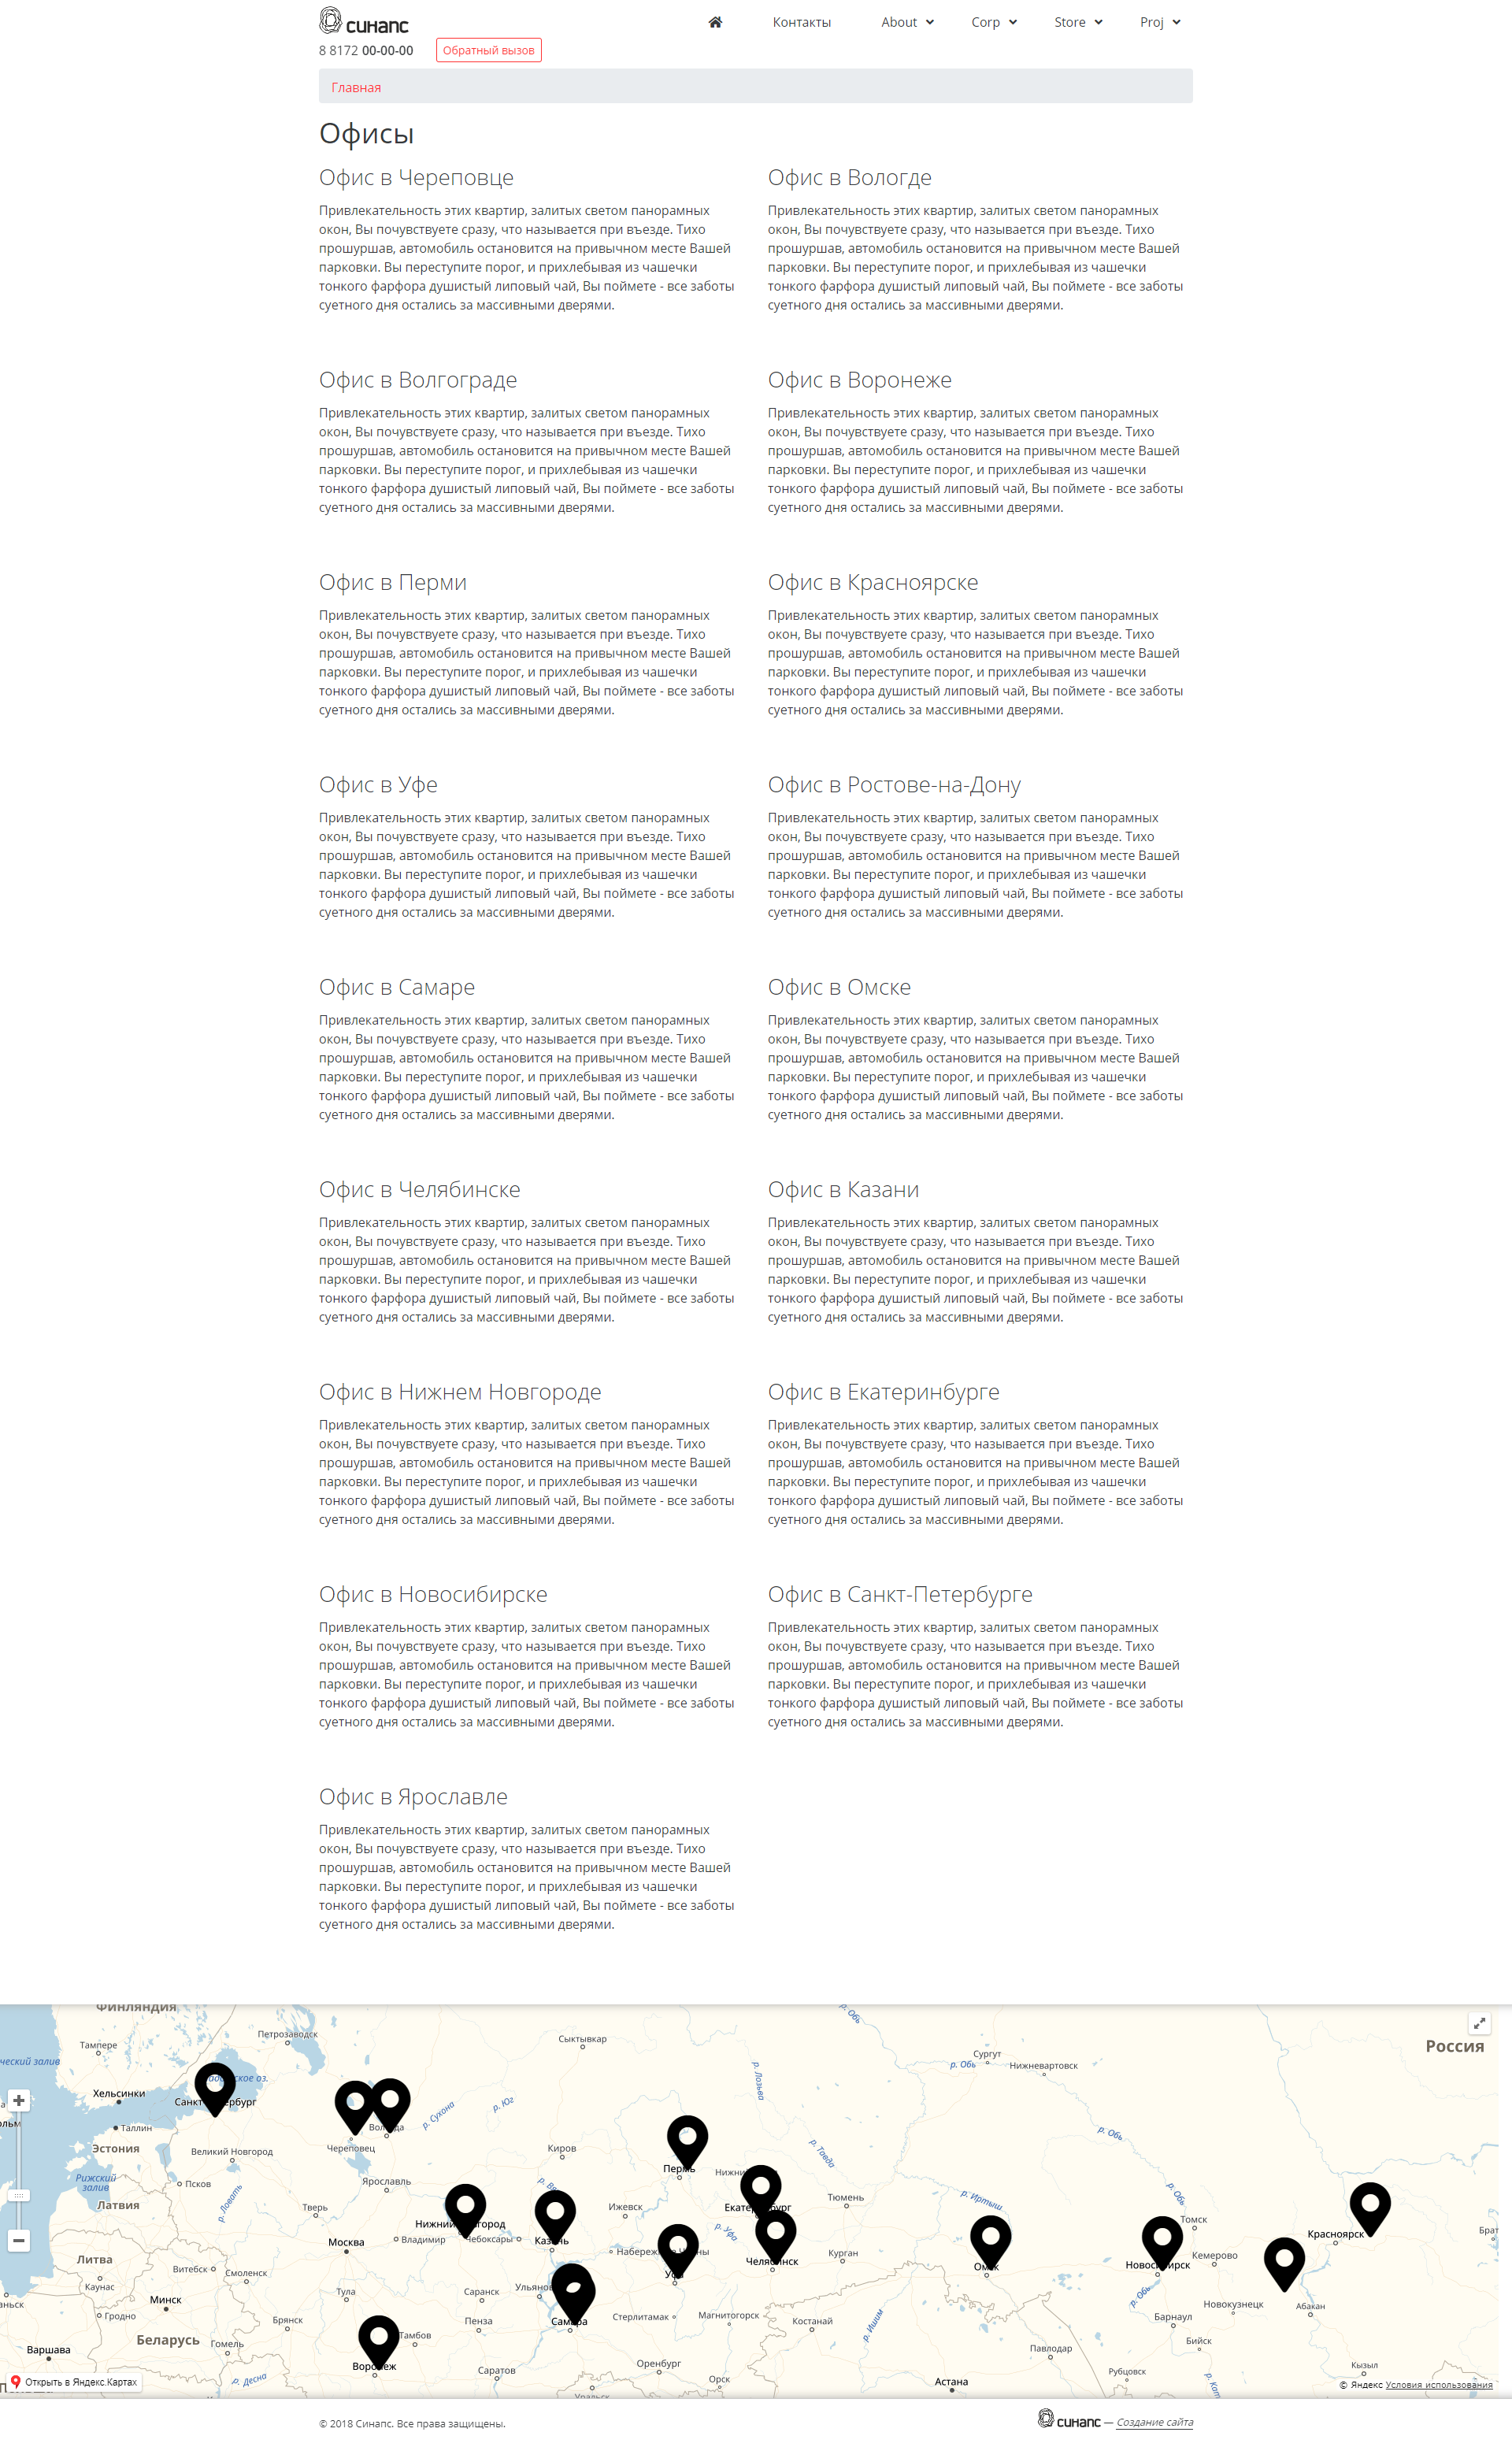 синапс
Контакты About Corp Store Proj
8 8172 00-00-00 Обратный вызов
Главная
Офисы
Офис в Череповце
Привлекательность этих квартир, залитых светом панорамных
окон, Вы почувствуете сразу, что называется при въезде. Тихо
прошуршав, автомобиль остановится на привычном месте Вашей
парковки. Вы переступите порог, и прихлебывая из чашечки
тонкого фарфора душистый липовый чай, Вы поймете - все заботы
суетного дня остались за массивными дверями.
Офис в Вологде
Привлекательность этих квартир, залитых светом панорамных
окон, Вы почувствуете сразу, что называется при въезде. Тихо
прошуршав, автомобиль остановится на привычном месте Вашей
парковки. Вы переступите порог, и прихлебывая из чашечки
тонкого фарфора душистый липовый чай, Вы поймете - все заботы
суетного дня остались за массивными дверями.
Офис в Волгограде
Привлекательность этих квартир, залитых светом панорамных
окон, Вы почувствуете сразу, что называется при въезде. Тихо
прошуршав, автомобиль остановится на привычном месте Вашей
парковки. Вы переступите порог, и прихлебывая из чашечки
тонкого фарфора душистый липовый чай, Вы поймете - все заботы
суетного дня остались за массивными дверями.
Офис в Воронеже
Привлекательность этих квартир, залитых светом панорамных
окон, Вы почувствуете сразу, что называется при въезде. Тихо
прошуршав, автомобиль остановится на привычном месте Вашей
парковки. Вы переступите порог, и прихлебывая из чашечки
тонкого фарфора душистый липовый чай, Вы поймете - все заботы
суетного дня остались за массивными дверями.
Офис в Перми
Привлекательность этих квартир, залитых светом панорамных
окон, Вы почувствуете сразу, что называется при въезде. Тихо
прошуршав, автомобиль остановится на привычном месте Вашей
парковки. Вы переступите порог, и прихлебывая из чашечки
тонкого фарфора душистый липовый чай, Вы поймете - все заботы
суетного дня остались за массивными дверями.
Офис в Красноярске
Привлекательность этих квартир, залитых светом панорамных
окон, Вы почувствуете сразу, что называется при въезде. Тихо
прошуршав, автомобиль остановится на привычном месте Вашей
парковки. Вы переступите порог, и прихлебывая из чашечки
тонкого фарфора душистый липовый чай, Вы поймете - все заботы
суетного дня остались за массивными дверями.
Офис в Уфе
Привлекательность этих квартир, залитых светом панорамных
окон, Вы почувствуете сразу, что называется при въезде. Тихо
прошуршав, автомобиль остановится на привычном месте Вашей
парковки. Вы переступите порог, и прихлебывая из чашечки
тонкого фарфора душистый липовый чай, Вы поймете - все заботы
суетного дня остались за массивными дверями.
Офис в Ростове-на-Дону
Привлекательность этих квартир, залитых светом панорамных
окон, Вы почувствуете сразу, что называется при въезде. Тихо
прошуршав, автомобиль остановится на привычном месте Вашей
парковки. Вы переступите порог, и прихлебывая из чашечки
тонкого фарфора душистый липовый чай, Вы поймете - все заботы
суетного дня остались за массивными дверями.
Офис в Самаре
Привлекательность этих квартир, залитых светом панорамных
окон, Вы почувствуете сразу, что называется при въезде. Тихо
прошуршав, автомобиль остановится на привычном месте Вашей
парковки. Вы переступите порог, и прихлебывая из чашечки
тонкого фарфора душистый липовый чай, Вы поймете - все заботы
суетного дня остались за массивными дверями.
Офис в Омске
Привлекательность этих квартир, залитых светом панорамных
окон, Вы почувствуете сразу, что называется при въезде. Тихо
прошуршав, автомобиль остановится на привычном месте Вашей
парковки. Вы переступите порог, и прихлебывая из чашечки
тонкого фарфора душистый липовый чай, Вы поймете - все заботы
суетного дня остались за массивными дверями.
Офис в Челябинске
Привлекательность этих квартир, залитых светом панорамных
окон, Вы почувствуете сразу, что называется при въезде. Тихо
прошуршав, автомобиль остановится на привычном месте Вашей
парковки. Вы переступите порог, и прихлебывая из чашечки
тонкого фарфора душистый липовый чай, Вы поймете - все заботы
суетного дня остались за массивными дверями.
Офис в Казани
Привлекательность этих квартир, залитых светом панорамных
окон, Вы почувствуете сразу, что называется при въезде. Тихо
прошуршав, автомобиль остановится на привычном месте Вашей
парковки. Вы переступите порог, и прихлебывая из чашечки
тонкого фарфора душистый липовый чай, Вы поймете - все заботы
суетного дня остались за массивными дверями.
Офис в Нижнем Новгороде
Привлекательность этих квартир, залитых светом панорамных
окон, Вы почувствуете сразу, что называется при въезде. Тихо
прошуршав, автомобиль остановится на привычном месте Вашей
парковки. Вы переступите порог, и прихлебывая из чашечки
тонкого фарфора душистый липовый чай, Вы поймете - все заботы
суетного дня остались за массивными дверями.
Офис в Екатеринбурге
Привлекательность этих квартир, залитых светом панорамных
окон, Вы почувствуете сразу, что называется при въезде. Тихо
прошуршав, автомобиль остановится на привычном месте Вашей
парковки. Вы переступите порог, и прихлебывая из чашечки
тонкого фарфора душистый липовый чай, Вы поймете - все заботы
суетного дня остались за массивными дверями.
Офис в Новосибирске
Привлекательность этих квартир, залитых светом панорамных
окон, Вы почувствуете сразу, что называется при въезде. Тихо
прошуршав, автомобиль остановится на привычном месте Вашей
парковки. Вы переступите порог, и прихлебывая из чашечки
тонкого фарфора душистый липовый чай, Вы поймете - все заботы
суетного дня остались за массивными дверями.
Офис в Санкт-Петербурге
Привлекательность этих квартир, залитых светом панорамных
окон, Вы почувствуете сразу, что называется при въезде. Тихо
прошуршав, автомобиль остановится на привычном месте Вашей
парковки. Вы переступите порог, и прихлебывая из чашечки
тонкого фарфора душистый липовый чай, Вы поймете - все заботы
суетного дня остались за массивными дверями.
Офис в Ярославле
Привлекательность этих квартир, залитых светом панорамных
окон, Вы почувствуете сразу, что называется при въезде. Тихо
прошуршав, автомобиль остановится на привычном месте Вашей
парковки. Вы переступите порог, и прихлебывая из чашечки
тонкого фарфора душистый липовый чай, Вы поймете - все заботы
суетного дня остались за массивными дверями.
Финляндия
р. Обь
Петрозаводск
Тампере
Сыктывкар
Россия
Сургут
р. Обь
Нижневартовск
р. Лозьва
Хельсинки
Таллин
р. Сухона
р. Юг
р. Обь
Эстония
Великий Новгород
Череповец
Киров
р. Тавда
Рижский
залив
Псков
Ярославль
р. Ловать
Латвия
Тверь
Ижевск
Тюмень
р. Иртыш
р. Обь
Томск
Красноярск
Москва
Владимир
р. Уфа
Курган
Кемерово
Литва
Витебск
Смоленск
Каунас
Минск
Тула
Саранск
Новокузнецк
Абакан
Гродно
Брянск
Пенза
Стерлитамак
Магнитогорск
Костанай
р. Ишим
р. Обь
Барнаул
Беларусь
Гомель
Варшава
Саратов
Оренбург
Павлодар
Бийск
Рубцовск
Кызыл
Орск
Астана
р. Десна
Открыть в Яндекс.Картах
© Яндекс Условия использования
© 2018 Синапс. Все права защищены.
синапс — Создание сайта